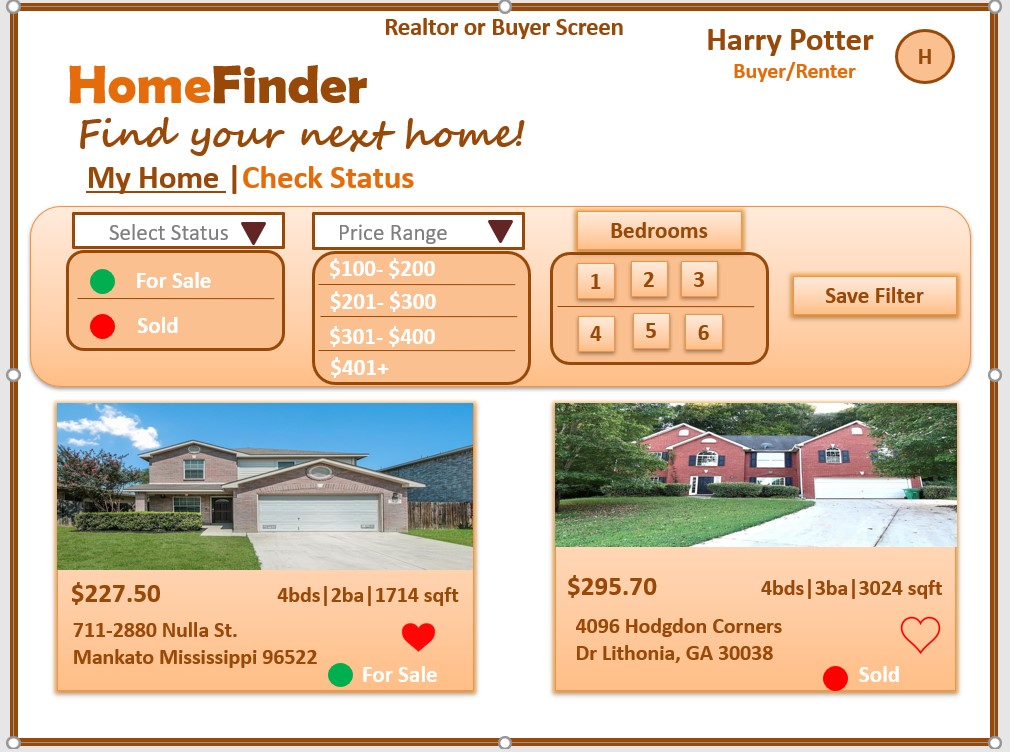 Realtor or Buyer Screen
Harry Potter
Buyer/Renter
H
HomeFinder
Find your next home!
My Home |Check Status
Select Status
Price Range
Bedrooms
For Sale
Sold
$100- $200
$201- $300
$301- $400
$401+
1 2 3
4 5 6
Save Filter
$227.50
4bds|2ba|1714 sqft
711-2880 Nulla St.
Mankato Mississippi 96522
For Sale
$295.70
4bds|3ba|3024 sqft
4096 Hodgdon Corners
Dr Lithonia, GA 30038
Sold